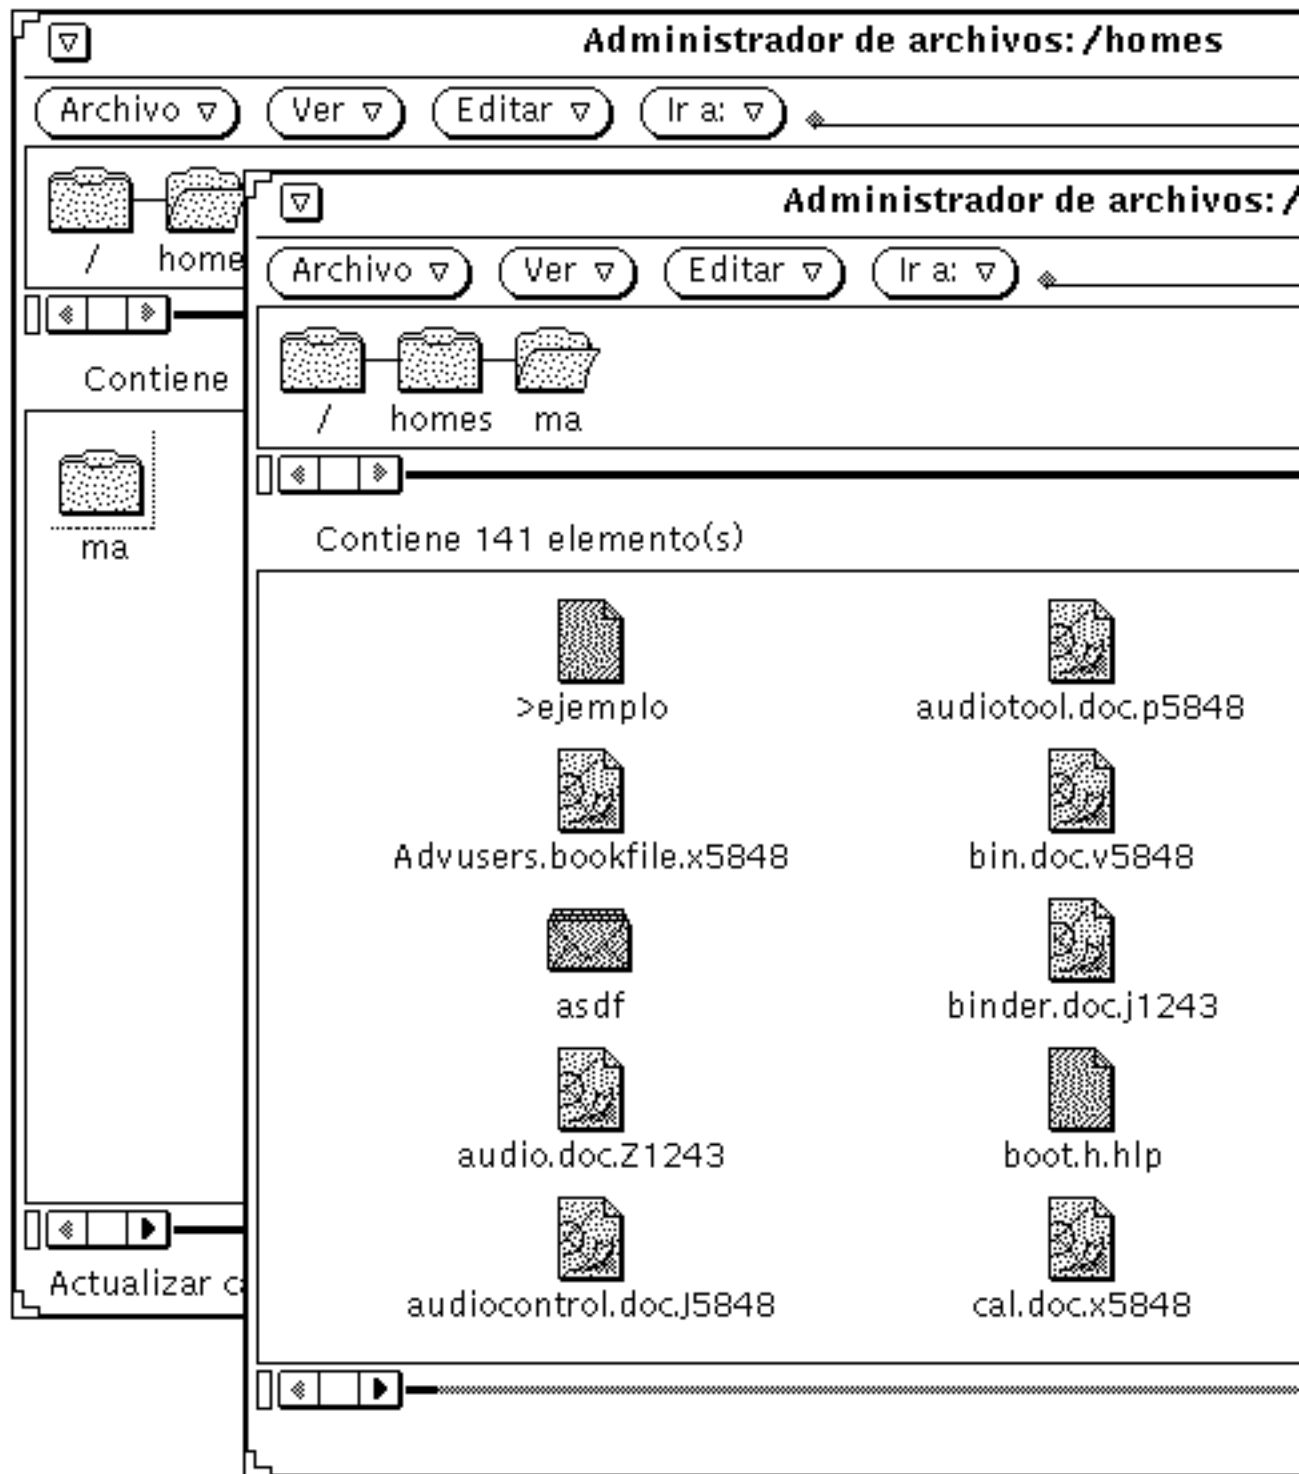 Administrador de archivos: /homes
Archivo Ver Editar Ir a:
/ home
Contiene
ma
Actualizar
Administrador de archivos: /
Archivo Ver Editar Ir a:
/ homes ma
Contiene 141 elemento(s)
>ejemplo audiotool.doc.p5848
Advusers.bookfile.x5848 bin.doc.v5848
asdf binder.doc.j1243
audio.doc.Z1243 boot.h.hlp
audiocontrol.doc.J5848 cal.doc.x5848